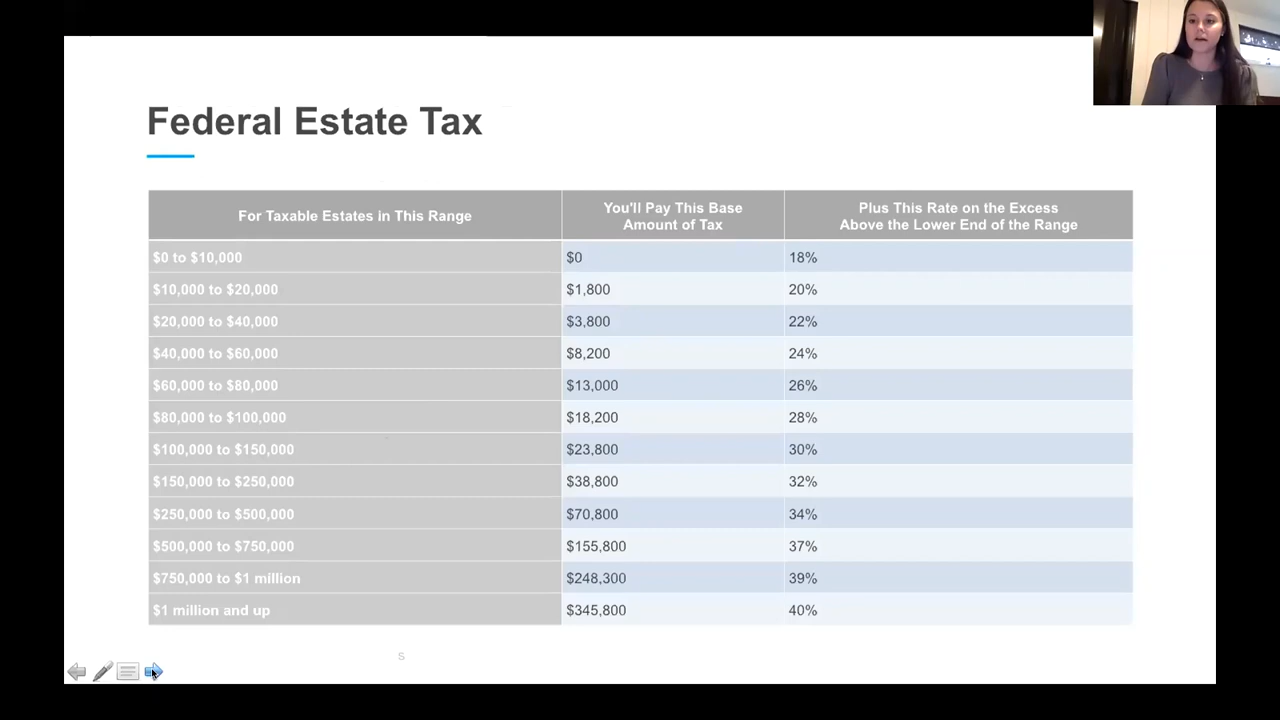 Federal Estate Tax
For Taxable Estates in This Range
You'll Pay This Base
Amount of Tax
Plus This Rate on the Excess
Above the Lower End of the Range
$0 to $10,000 $0 18%
$10,000 to $20,000 $1,800 20%
$20,000 to $40,000 $3,800 22%
$40,000 to $60,000 $8,200 24%
$60,000 to $80,000 $13,000 26%
$80,000 to $100,000 $18,200 28%
$100,000 to $150,000 $23,800 30%
$150,000 to $250,000 $38,800 32%
$250,000 to $500,000 $70,800 34%
$500,000 to $750,000 $155,800 37%
$750,000 to $1 million $248,300 39%
$1 million and up $345,800 40%
S